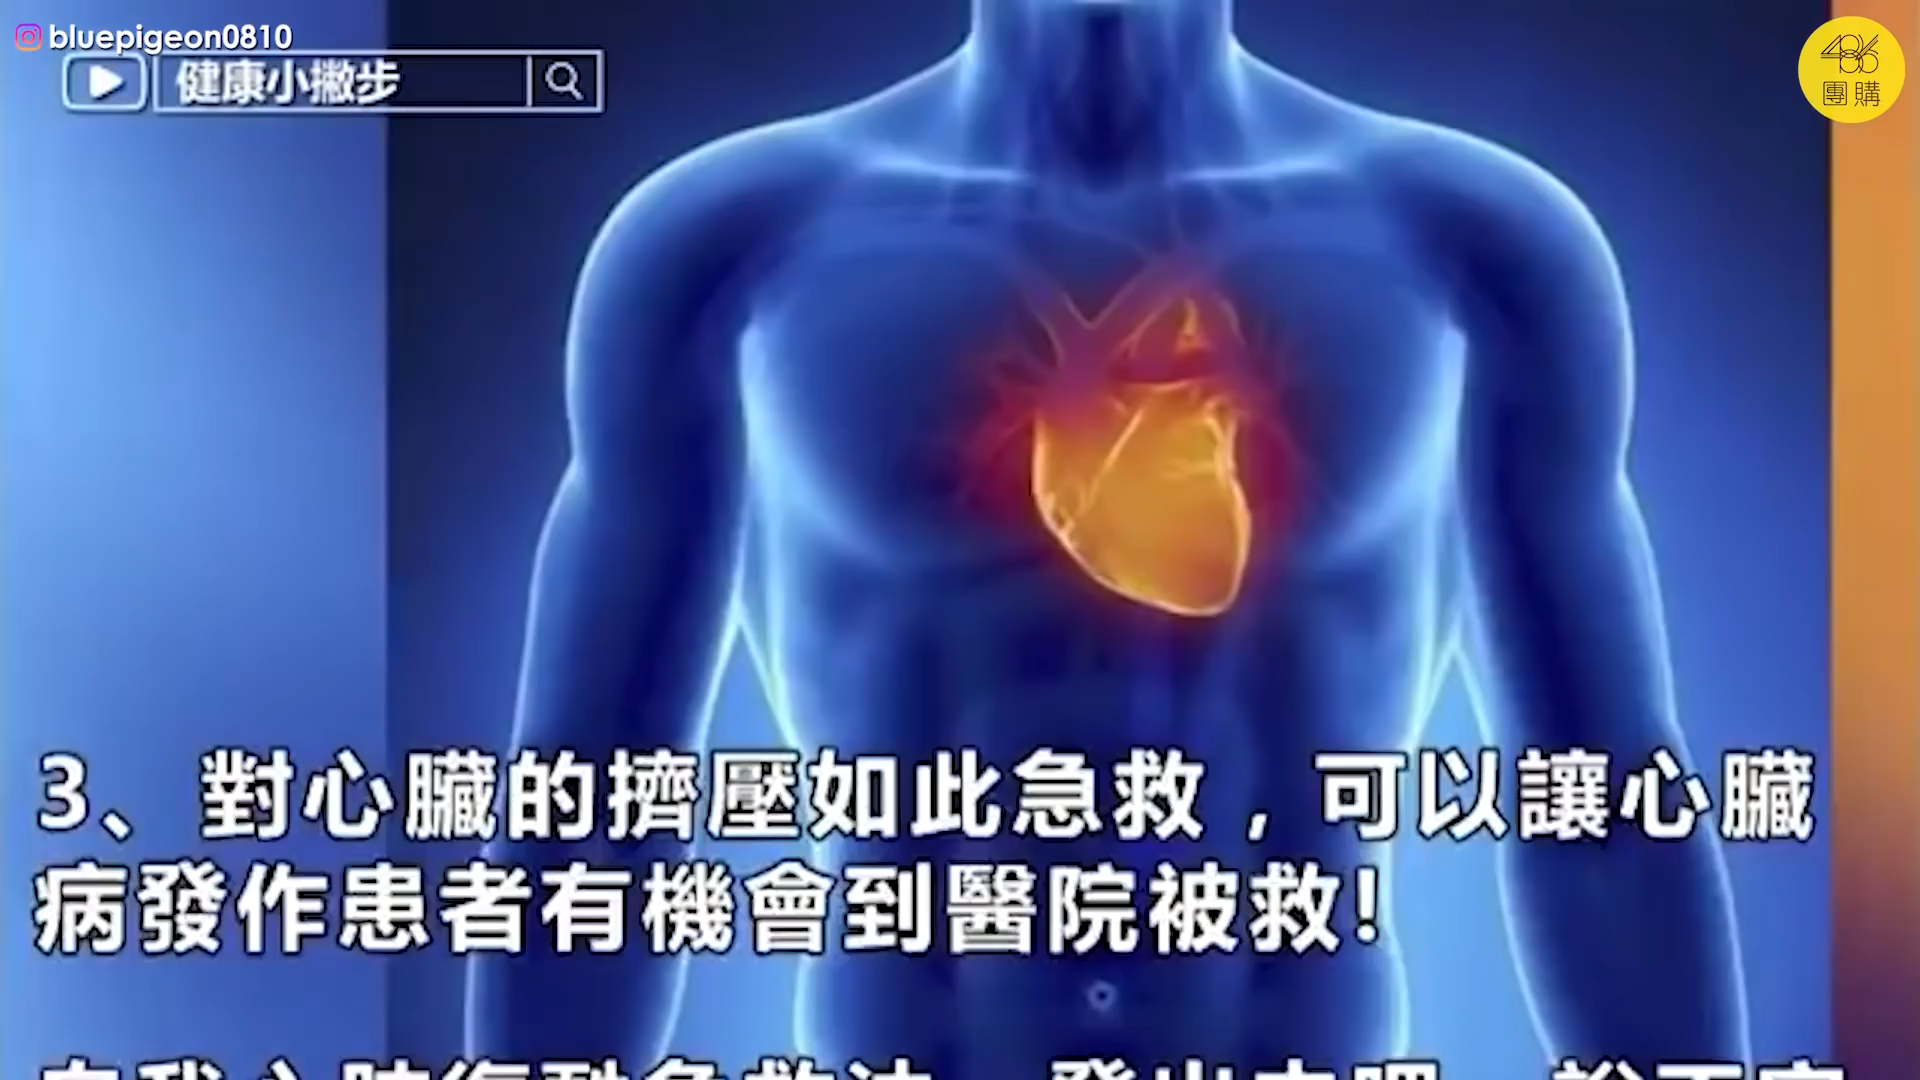 bluepigeon0810
健康小撇步
486
團購
3、對心臟的擠壓如此急救，可以讓心臟
病發作患者有機會到醫院被救!